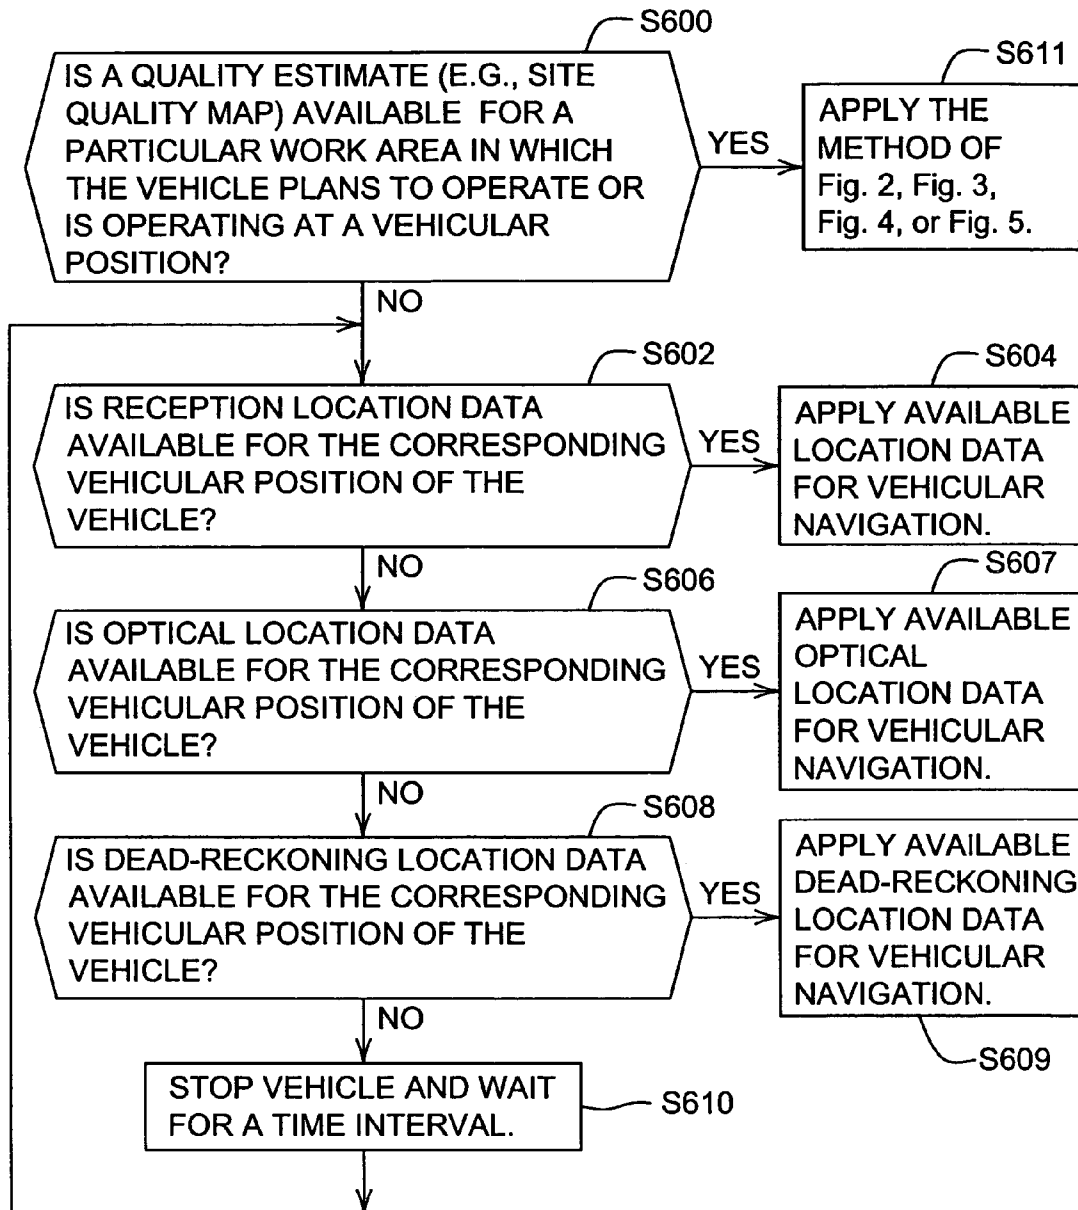 S600
IS A QUALITY ESTIMATE (E.G., SITE
QUALITY MAP) AVAILABLE FOR A
PARTICULAR WORK AREA IN WHICH
THE VEHICLE PLANS TO OPERATE OR
IS OPERATING AT A VEHICULAR
POSITION?
YES
S611
APPLY THE
METHOD OF
Fig. 2, Fig. 3,
Fig. 4, or Fig. 5.
NO
S602
IS RECEPTION LOCATION DATA
AVAILABLE FOR THE CORRESPONDING
VEHICULAR POSITION OF THE
VEHICLE?
YES
S604
APPLY AVAILABLE
LOCATION DATA
FOR VEHICULAR
NAVIGATION.
NO
S606
IS OPTICAL LOCATION DATA
AVAILABLE FOR THE CORRESPONDING
VEHICULAR POSITION OF THE
VEHICLE?
YES
S607
APPLY AVAILABLE
OPTICAL
LOCATION DATA
FOR VEHICULAR
NAVIGATION.
NO
S608
IS DEAD-RECKONING LOCATION DATA
AVAILABLE FOR THE CORRESPONDING
VEHICULAR POSITION OF THE
VEHICLE?
YES
APPLY AVAILABLE
DEAD-RECKONING
LOCATION DATA
FOR VEHICULAR
NAVIGATION.
S609
NO
STOP VEHICLE AND WAIT
FOR A TIME INTERVAL.
S610